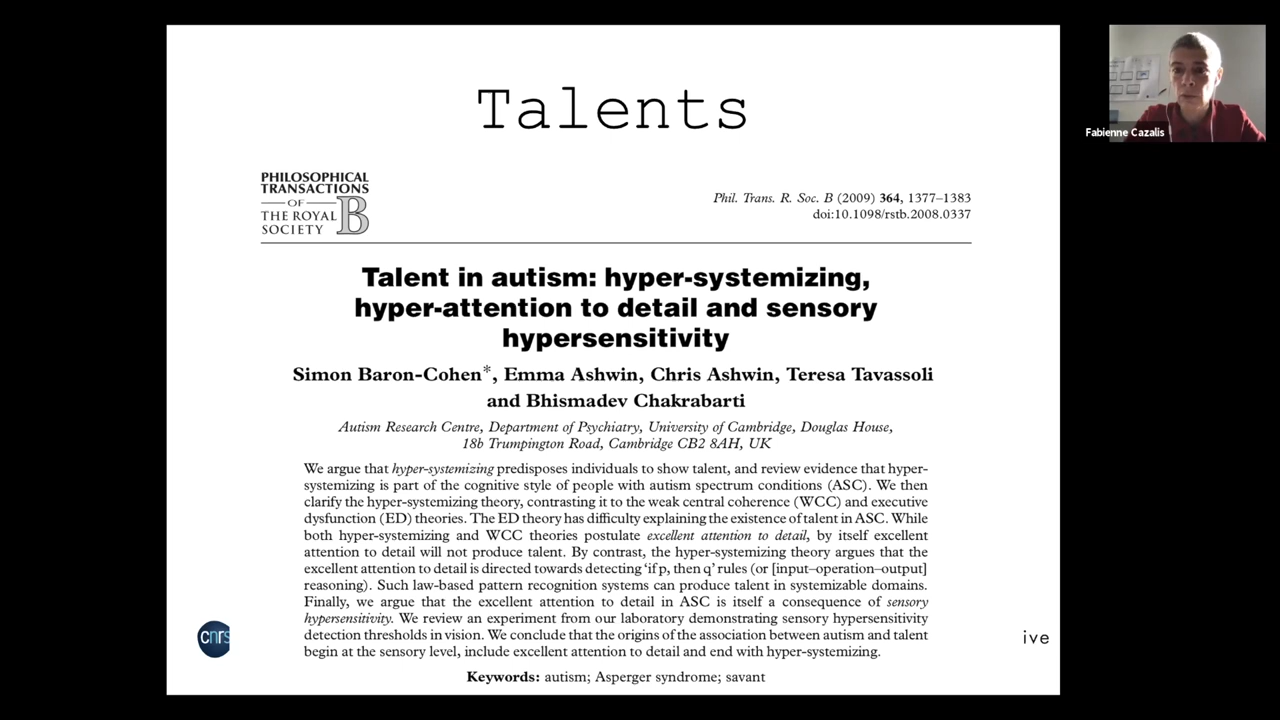 Talents
PHILOSOPHICAL
TRANSACTIONS
OF
THE ROYAL
SOCIETY
B
Phil. Trans. R. Soc. B (2009) 364, 1377–1383
doi:10.1098/rstb.2008.0337
Talent in autism: hyper-systemizing,
hyper-attention to detail and sensory
hypersensitivity
Simon Baron-Cohen*, Emma Ashwin, Chris Ashwin, Teresa Tavassoli
and Bhismadev Chakrabarti
Autism Research Centre, Department of Psychiatry, University of Cambridge, Douglas House,
18b Trumpington Road, Cambridge CB2 8AH, UK
We argue that hyper-systemizing predisposes individuals to show talent, and review evidence that hyper-
systemizing is part of the cognitive style of people with autism spectrum conditions (ASC). We then
clarify the hyper-systemizing theory, contrasting it to the weak central coherence (WCC) and executive
dysfunction (ED) theories. The ED theory has difficulty explaining the existence of talent in ASC. While
both hyper-systemizing and WCC theories postulate excellent attention to detail, by itself excellent
attention to detail will not produce talent. By contrast, the hyper-systemizing theory argues that the
excellent attention to detail is directed towards detecting ‘if p, then q’ rules (or [input–operation–output]
reasoning). Such law-based pattern recognition systems can produce talent in systemizable domains.
Finally, we argue that the excellent attention to detail in ASC is itself a consequence of sensory
hypersensitivity. We review an experiment from our laboratory demonstrating sensory hypersensitivity
detection thresholds in vision. We conclude that the origins of the association between autism and talent
begin at the sensory level, include excellent attention to detail and end with hyper-systemizing.
Keywords: autism; Asperger syndrome; savant
cnrs
ive
Fabienne Cazalis